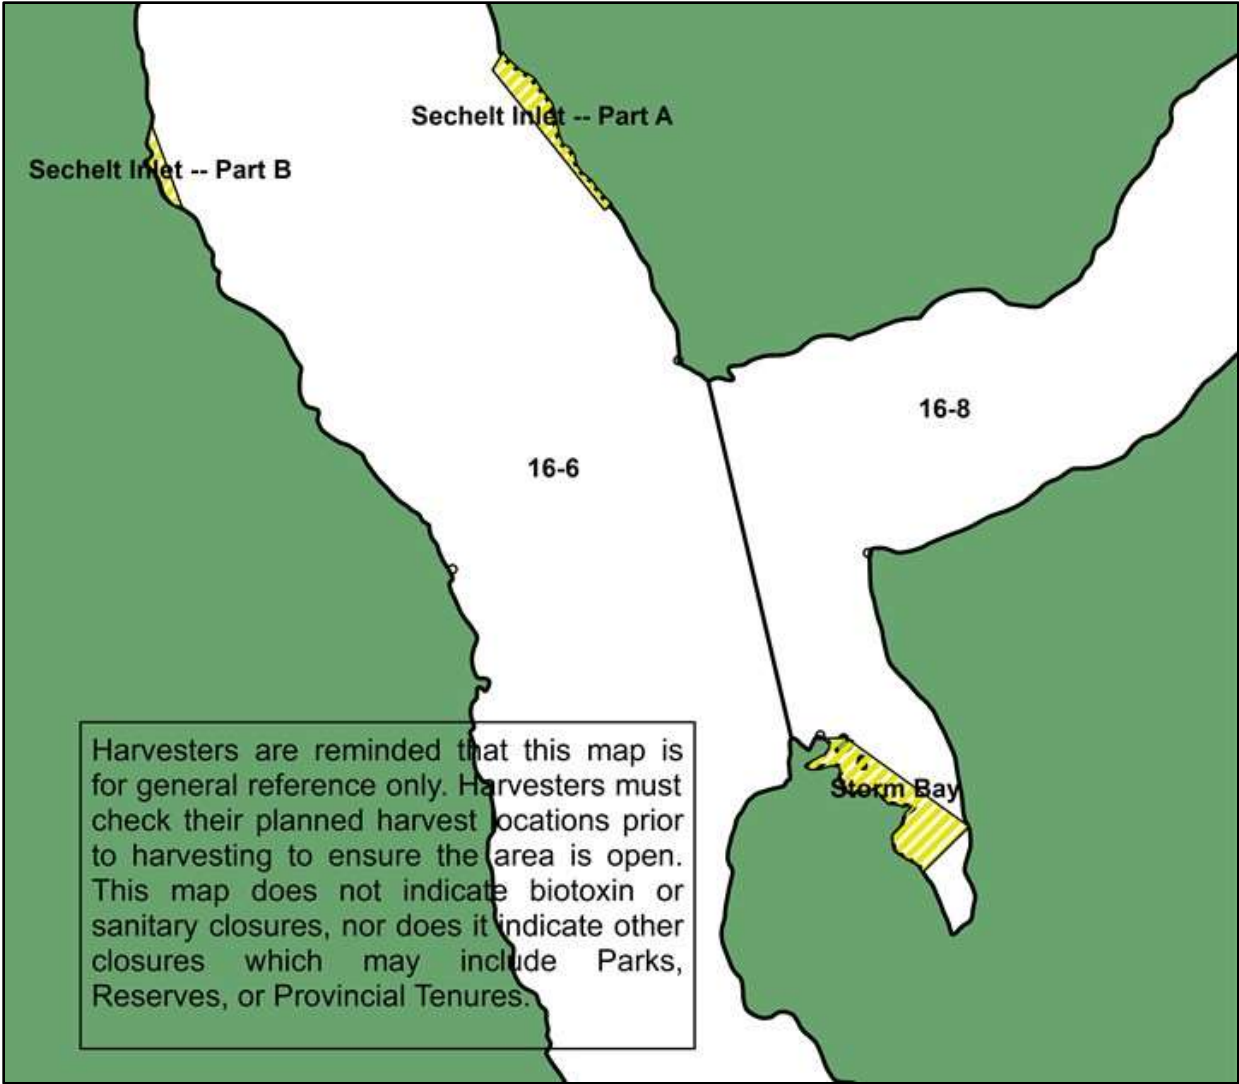 Sechelt Inlet -- Part A
Sechelt Inlet -- Part B
16-8
16-6
Storm Bay
Harvesters are reminded that this map is
for general reference only. Harvesters must
check their planned harvest locations prior
to harvesting to ensure the area is open.
This map does not indicate biotoxin or
sanitary closures, nor does it indicate other
closures which may include Parks,
Reserves, or Provincial Tenures.